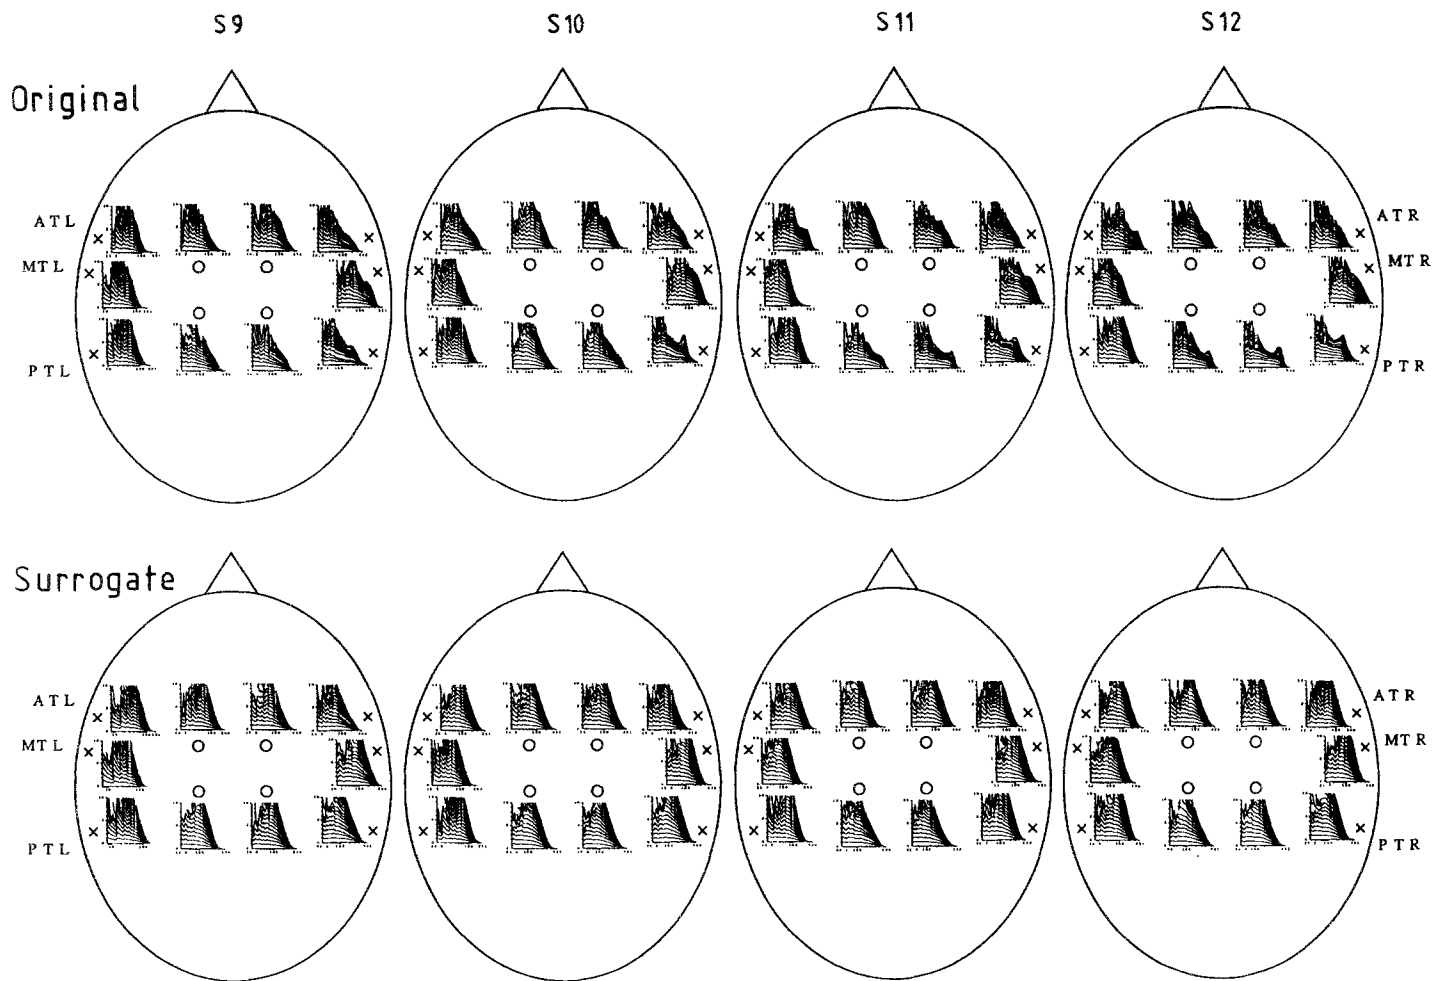 S9 S10 S11 S12
Original
ATL ATR
MTL MTR
PTL PTR
Surrogate
ATL ATR
MTL MTR
PTL PTR